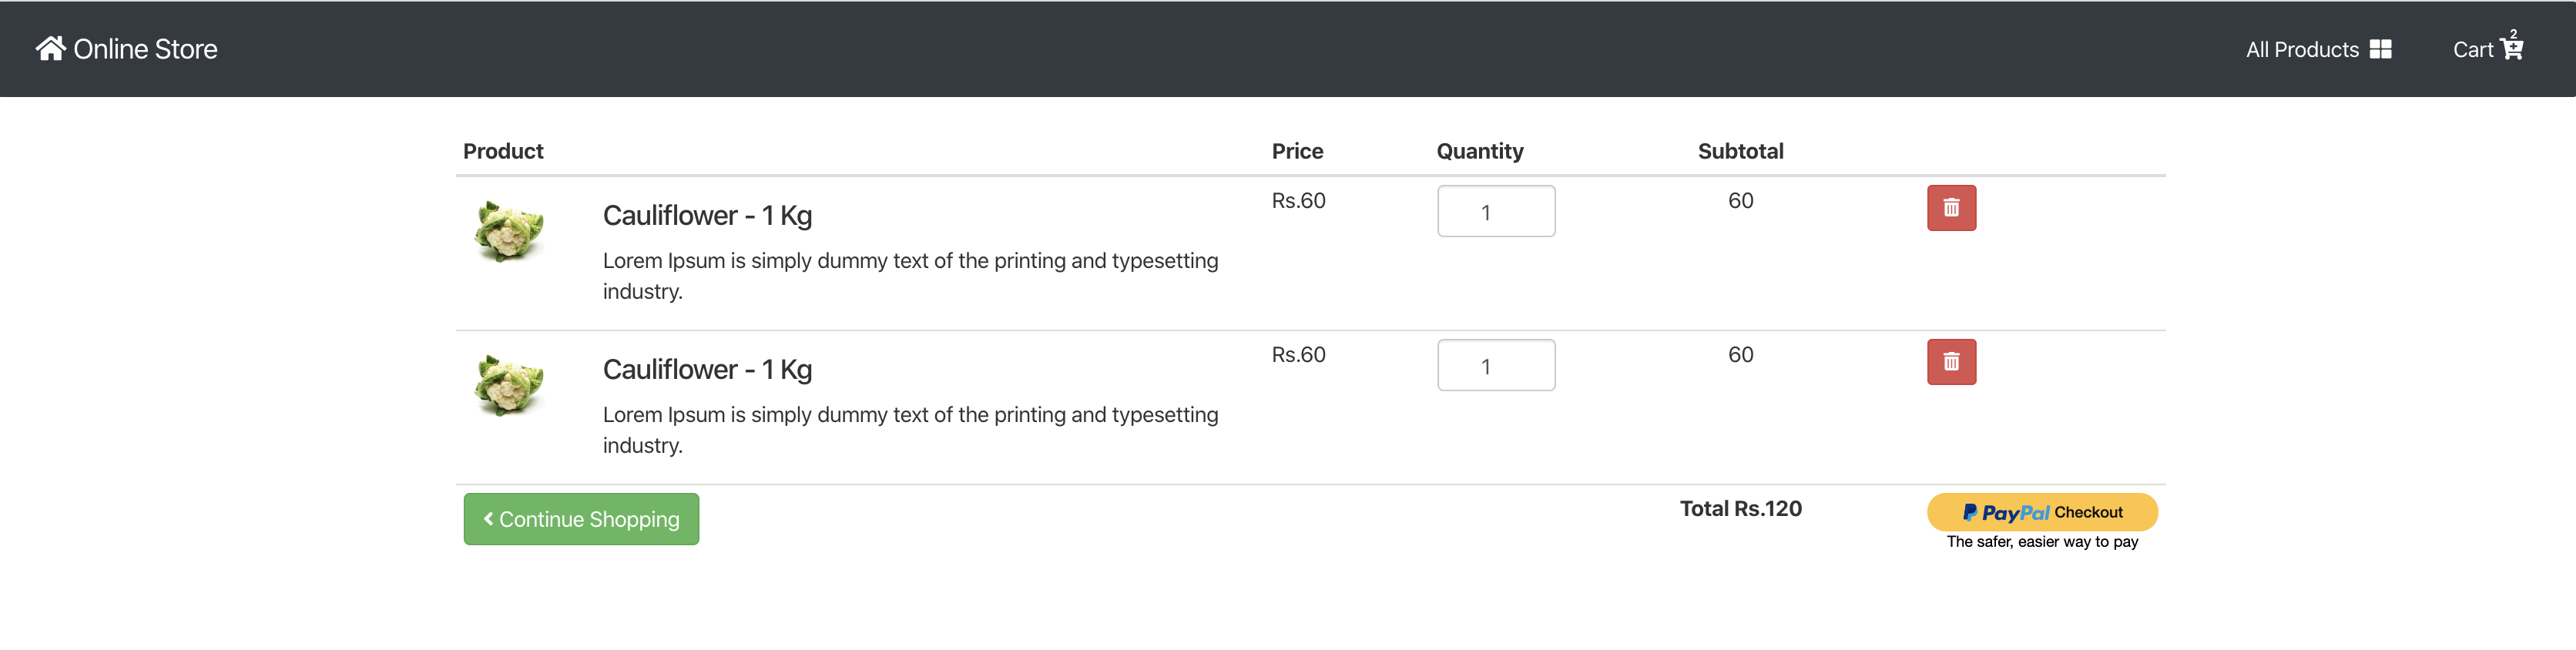 Online Store
All Products
Cart 2
Product Price Quantity Subtotal
Cauliflower - 1 Kg Rs.60 1 60
Lorem Ipsum is simply dummy text of the printing and typesetting
industry.
Cauliflower - 1 Kg Rs.60 1 60
Lorem Ipsum is simply dummy text of the printing and typesetting
industry.
Continue Shopping Total Rs.120 PayPal Checkout
The safer, easier way to pay